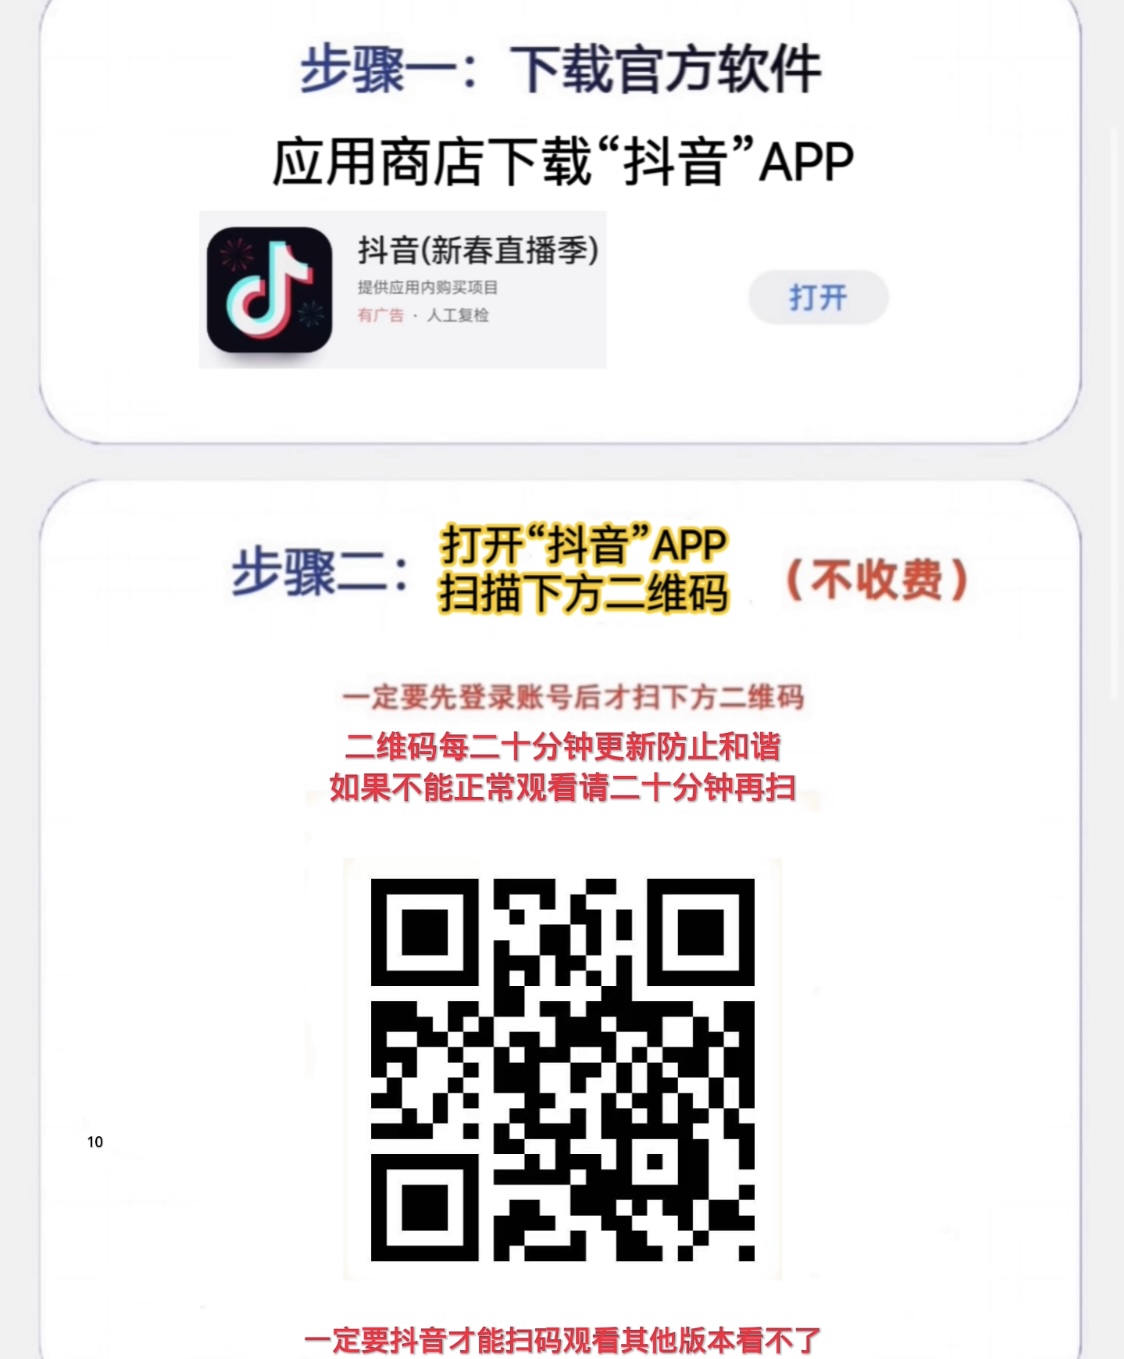 步骤一：下载官方软件
应用商店下载“抖音”APP
抖音(新春直播季)
提供应用内购买项目
有广告 · 人工复检
打开
步骤二：
打开“抖音”APP
扫描下方二维码
（不收费）
一定要先登录账号后才扫下方二维码
二维码每二十分钟更新防止和谐
如果不能正常观看请二十分钟再扫
10
一定要抖音才能扫码观看其他版本看不了